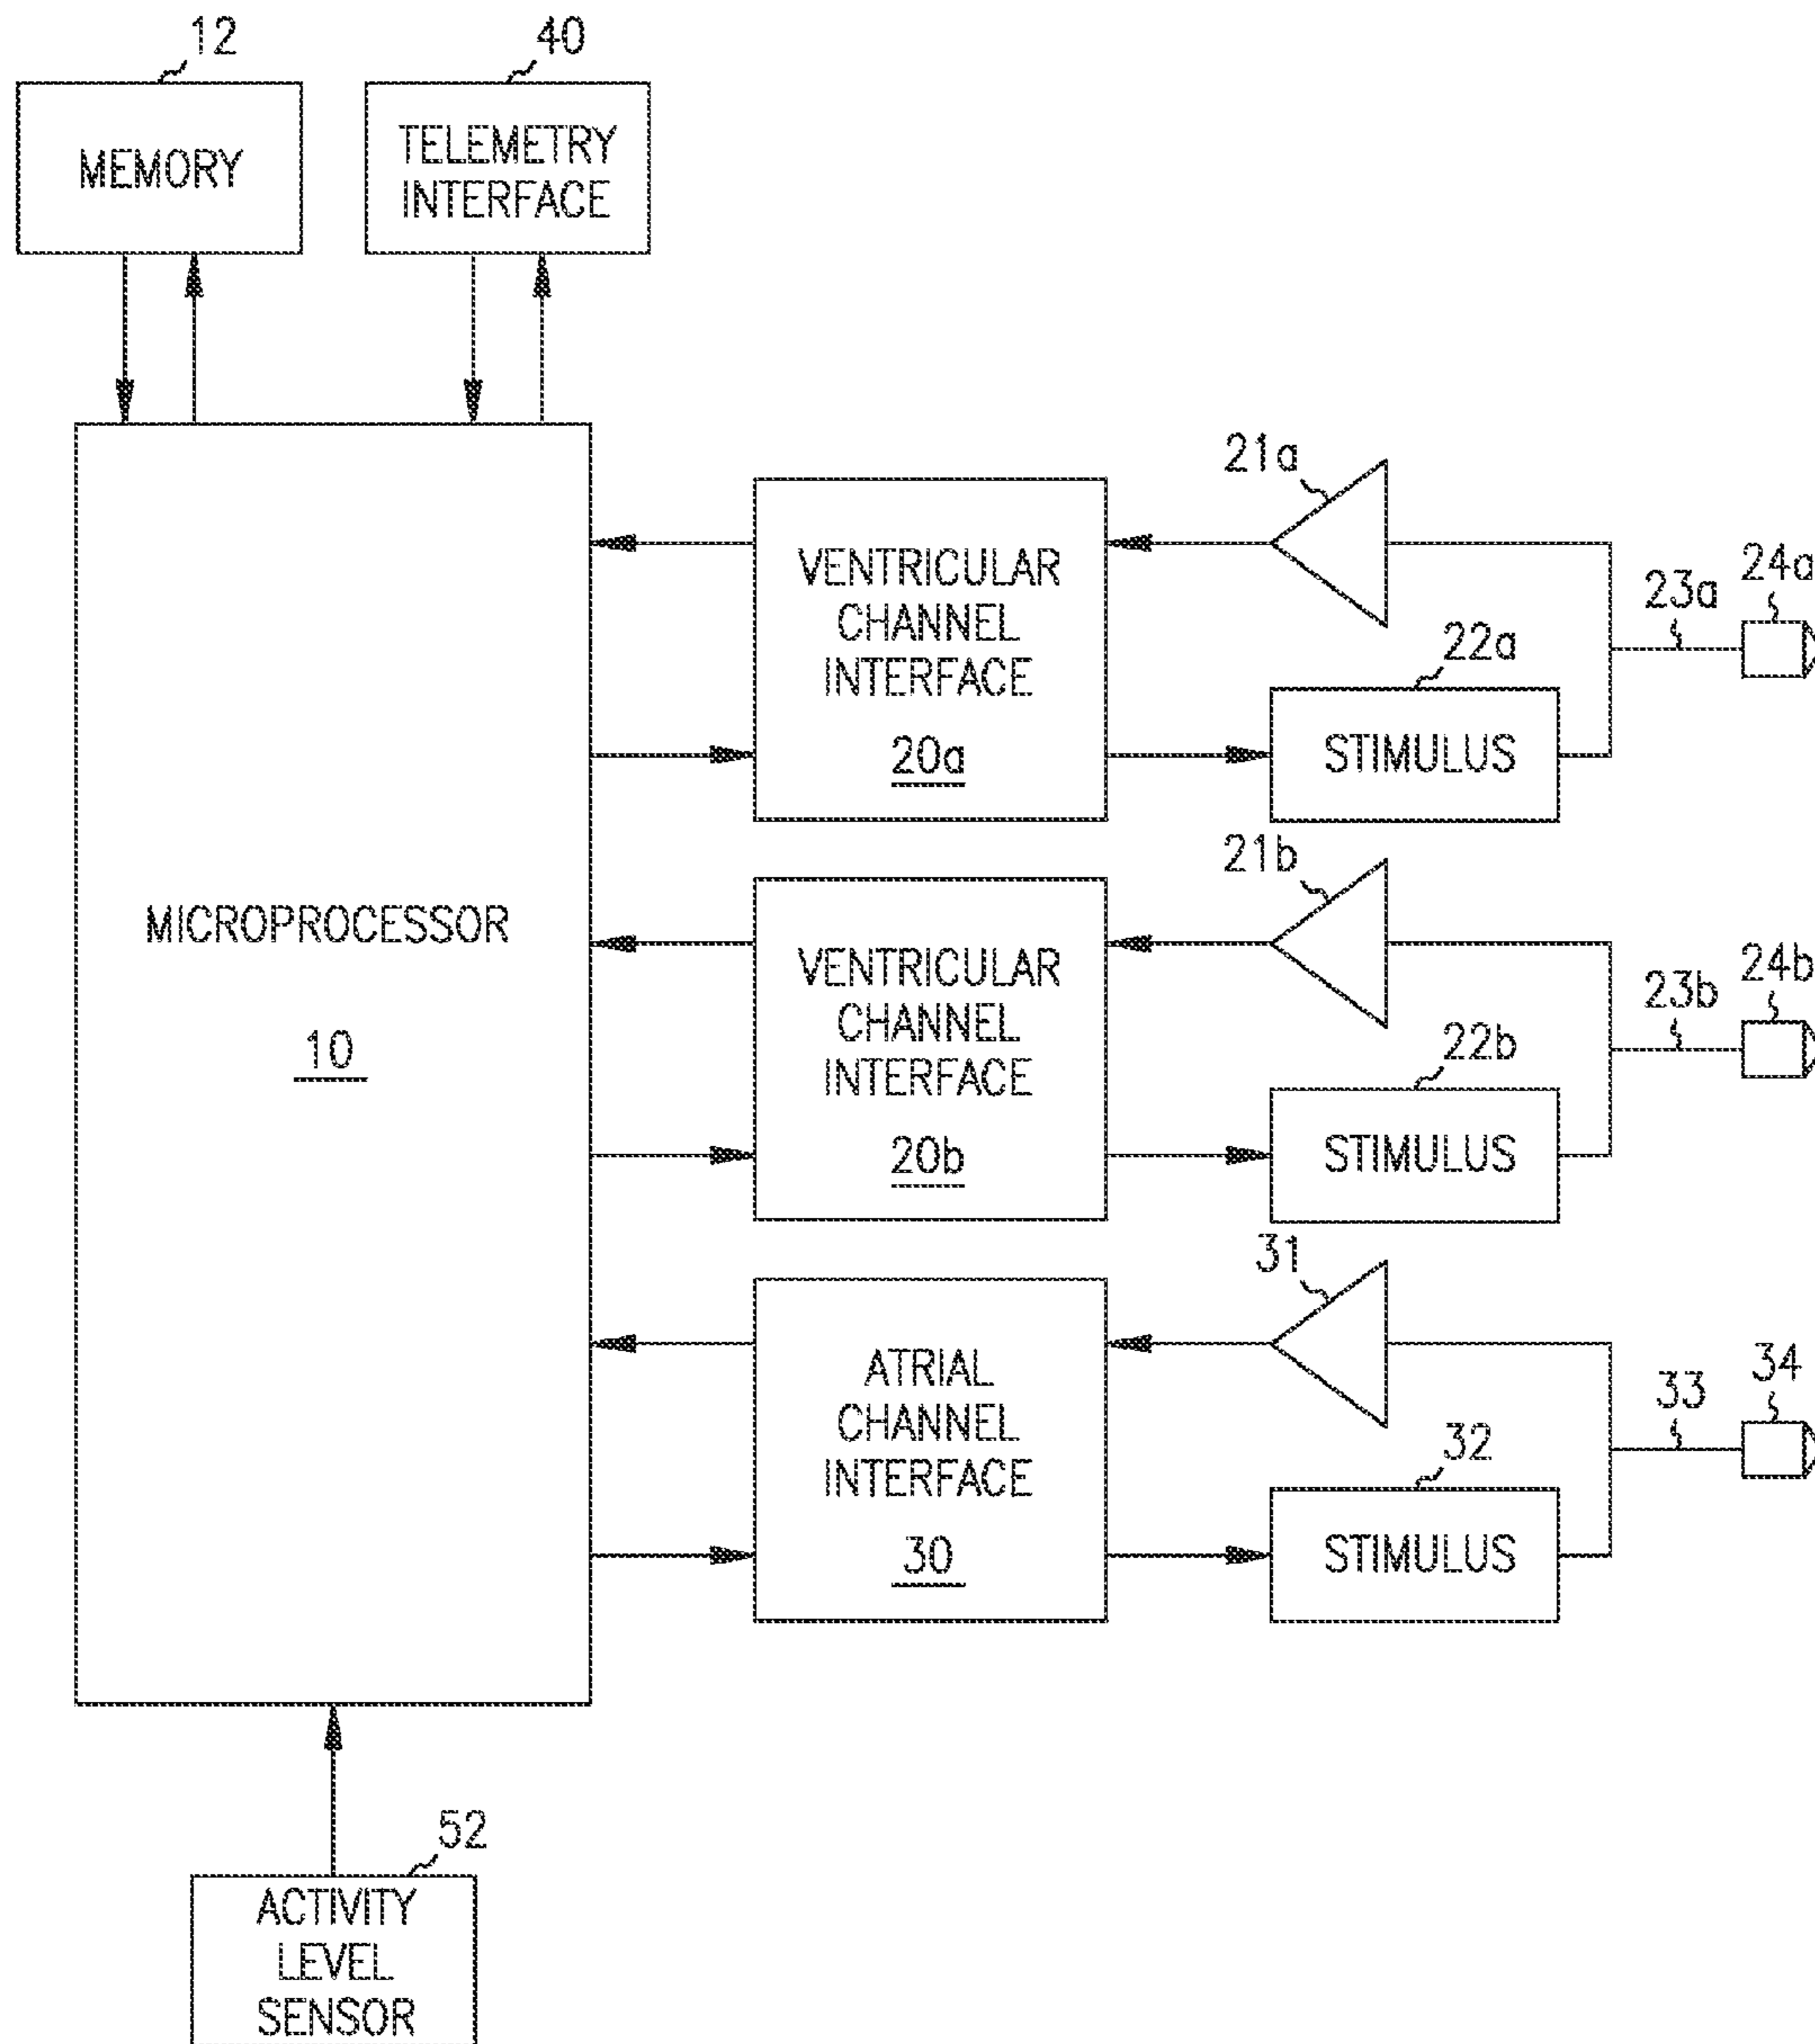 12
40
MEMORY
TELEMETRY
INTERFACE
MICROPROCESSOR
10
VENTRICULAR
CHANNEL
INTERFACE
20a
21a
22a
STIMULUS
23a
24a
VENTRICULAR
CHANNEL
INTERFACE
20b
21b
22b
STIMULUS
23b
24b
ATRIAL
CHANNEL
INTERFACE
30
31
32
STIMULUS
33
34
52
ACTIVITY
LEVEL
SENSOR